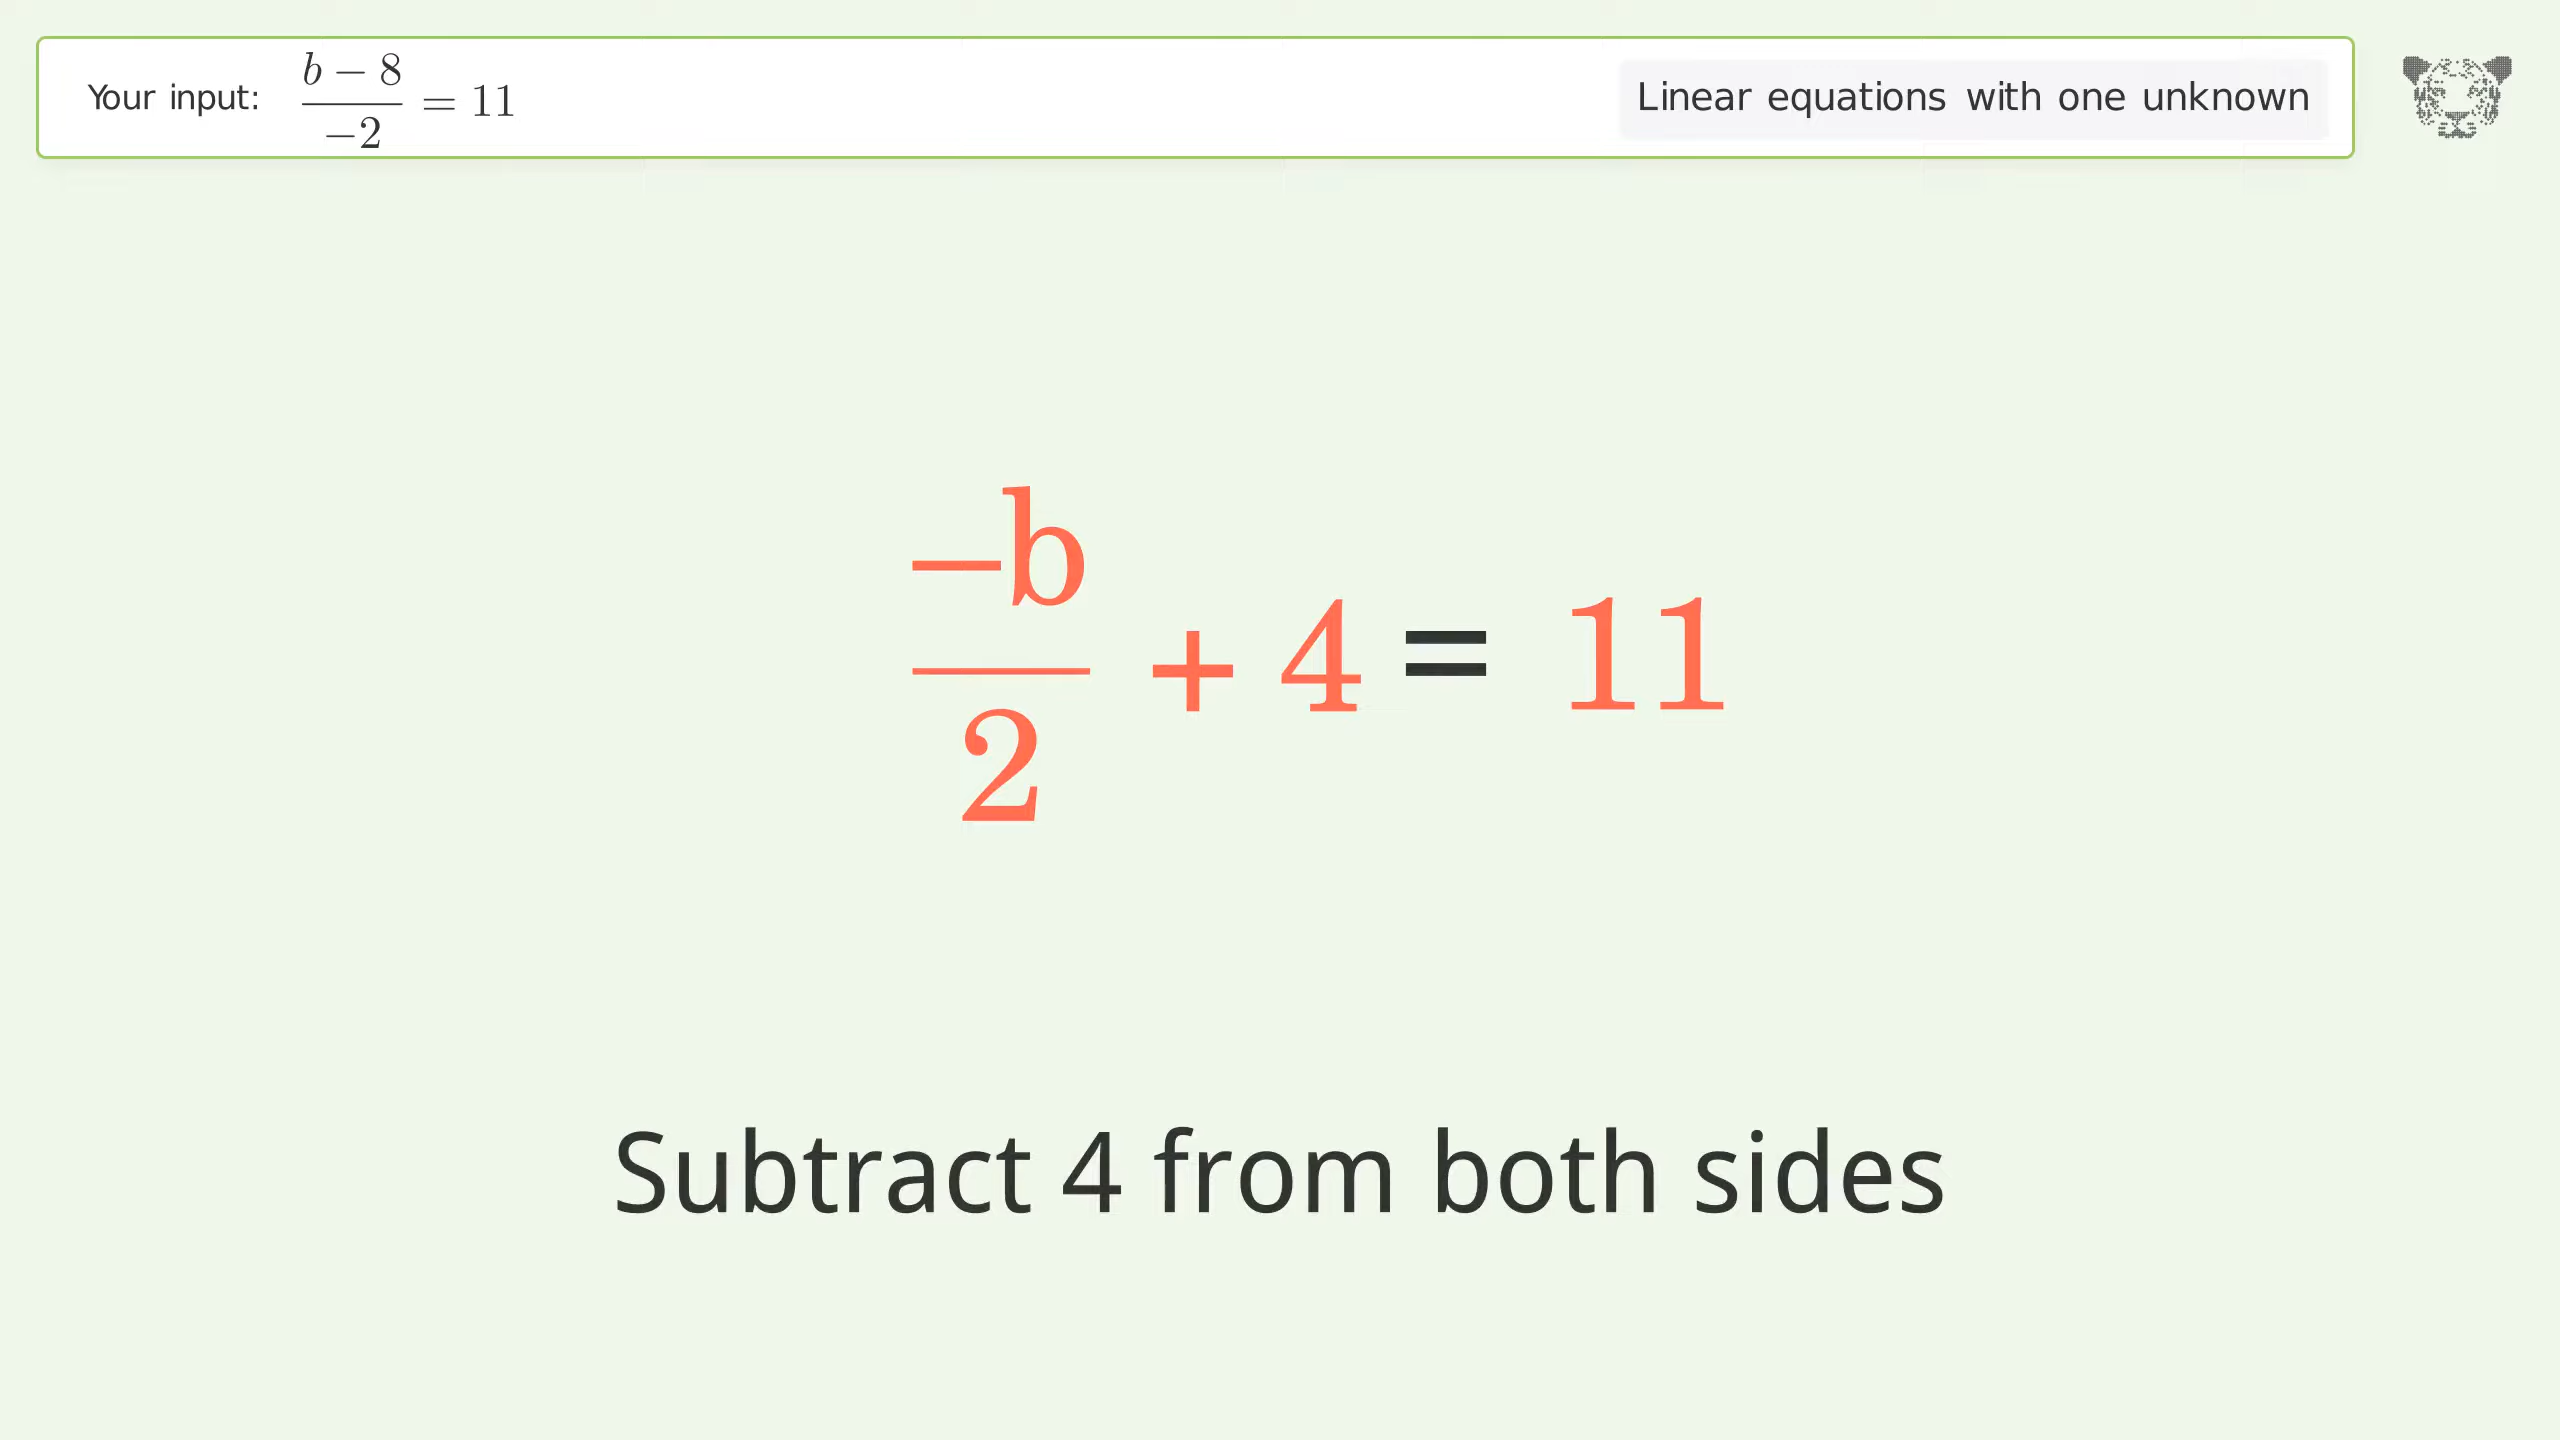 Your input: (b − 8)/(−2) = 11
Linear equations with one unknown
−b/2 + 4 = 11
Subtract 4 from both sides